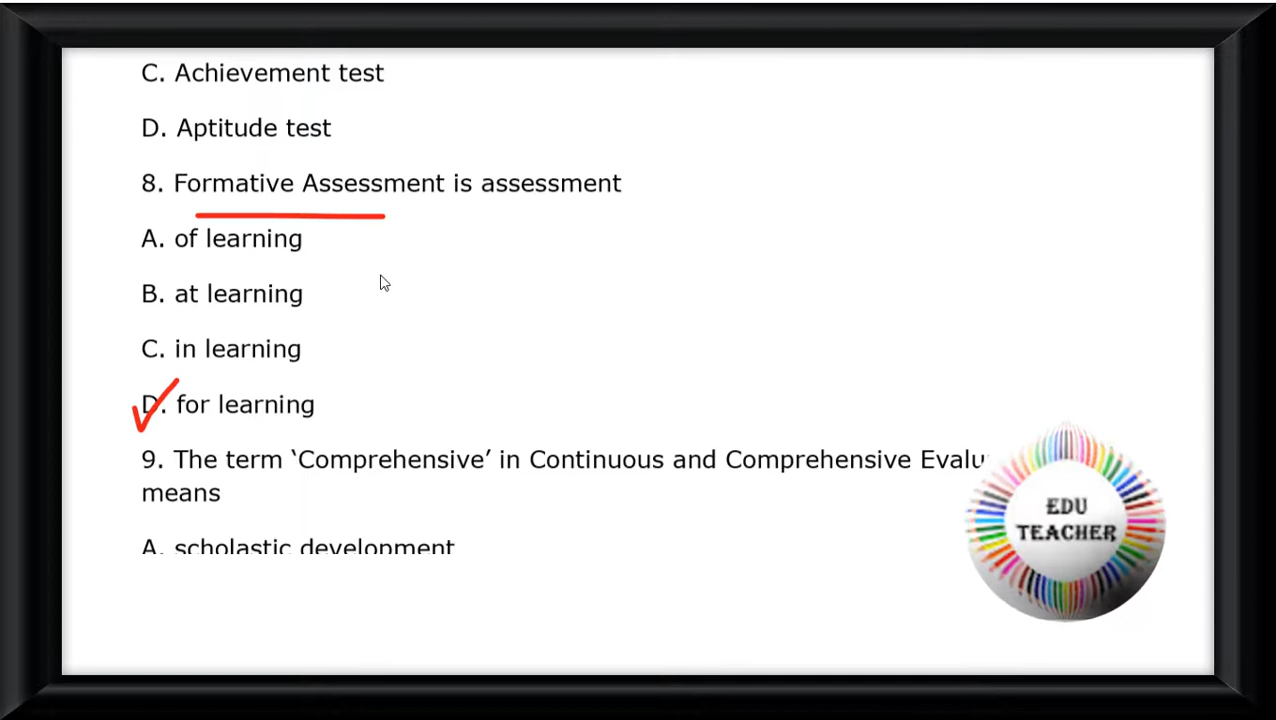 C. Achievement test
D. Aptitude test
8. Formative Assessment is assessment
A. of learning
B. at learning
C. in learning
D. for learning
9. The term ‘Comprehensive’ in Continuous and Comprehensive
means
A. scholastic development
EDU
TEACHER